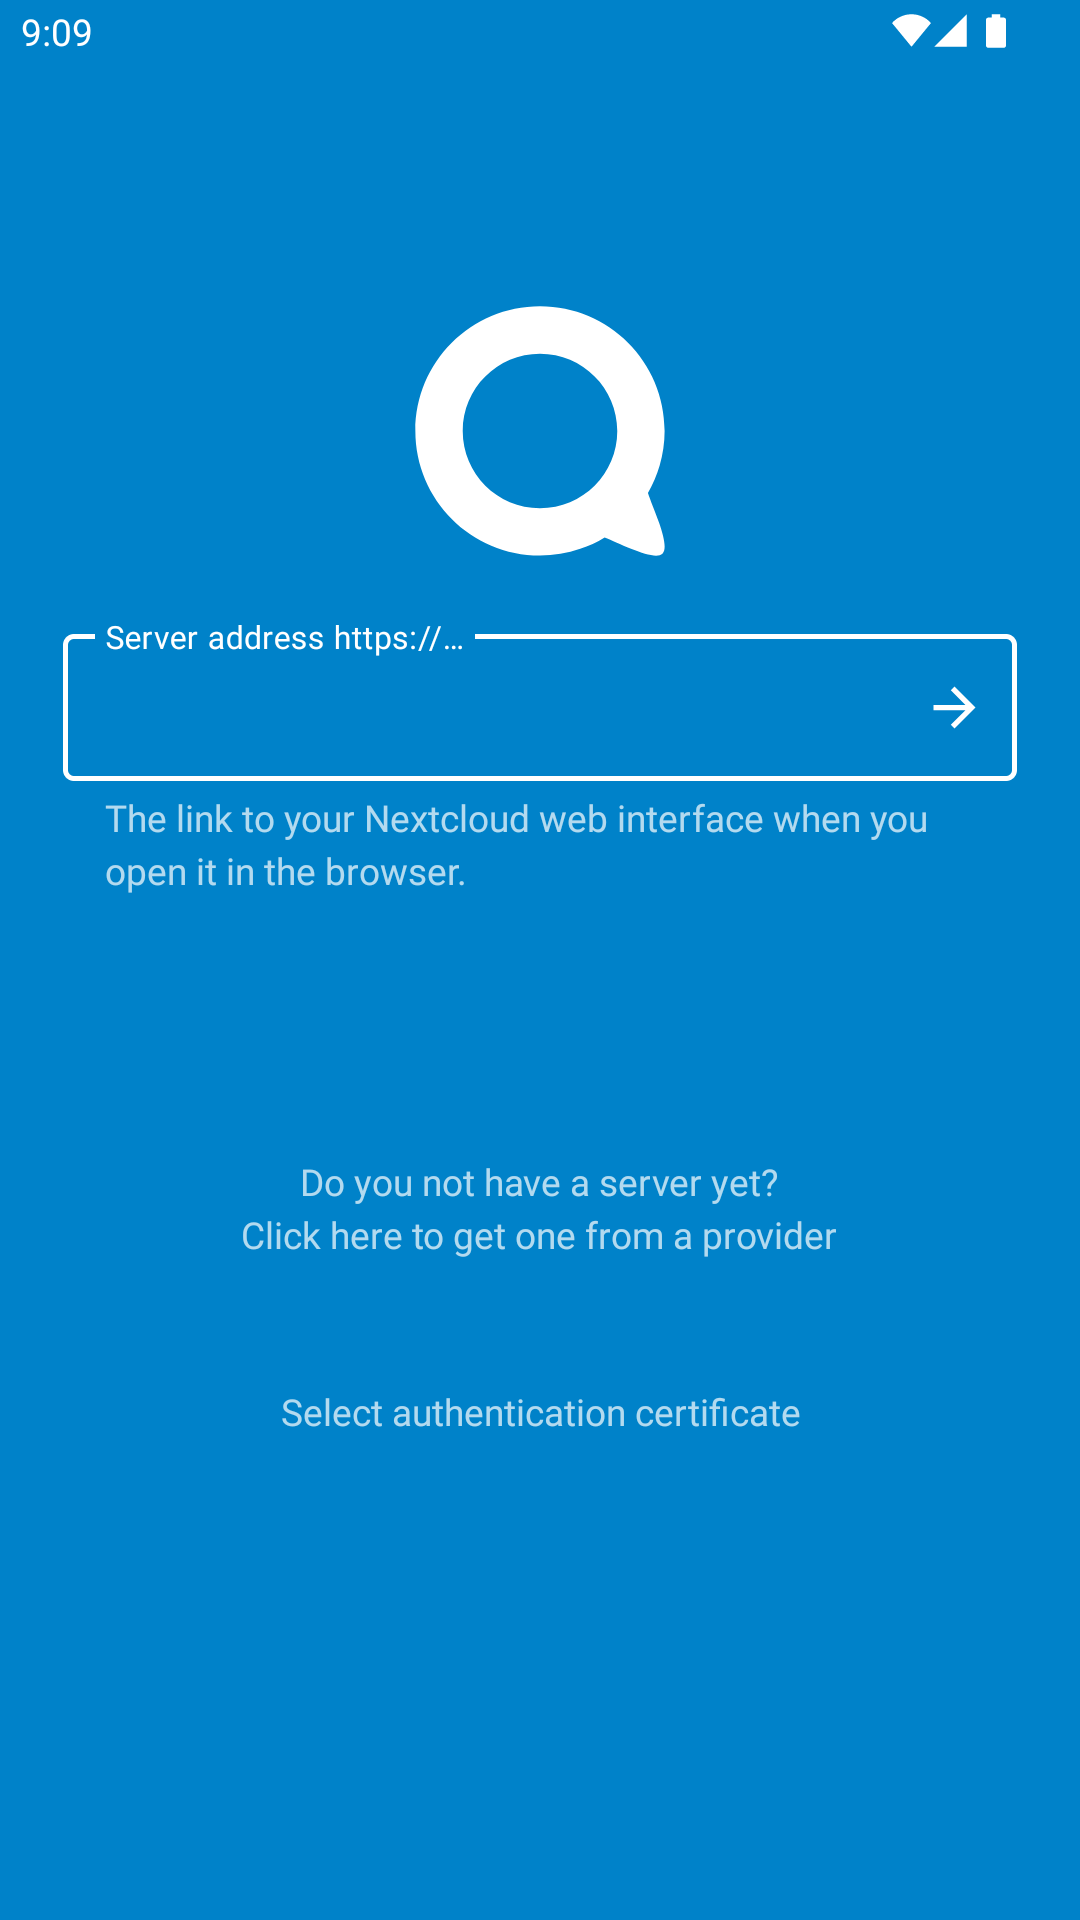 9:09
Server address https://…
The link to your Nextcloud web interface when you
open it in the browser.
Do you not have a server yet?
Click here to get one from a provider
Select authentication certificate